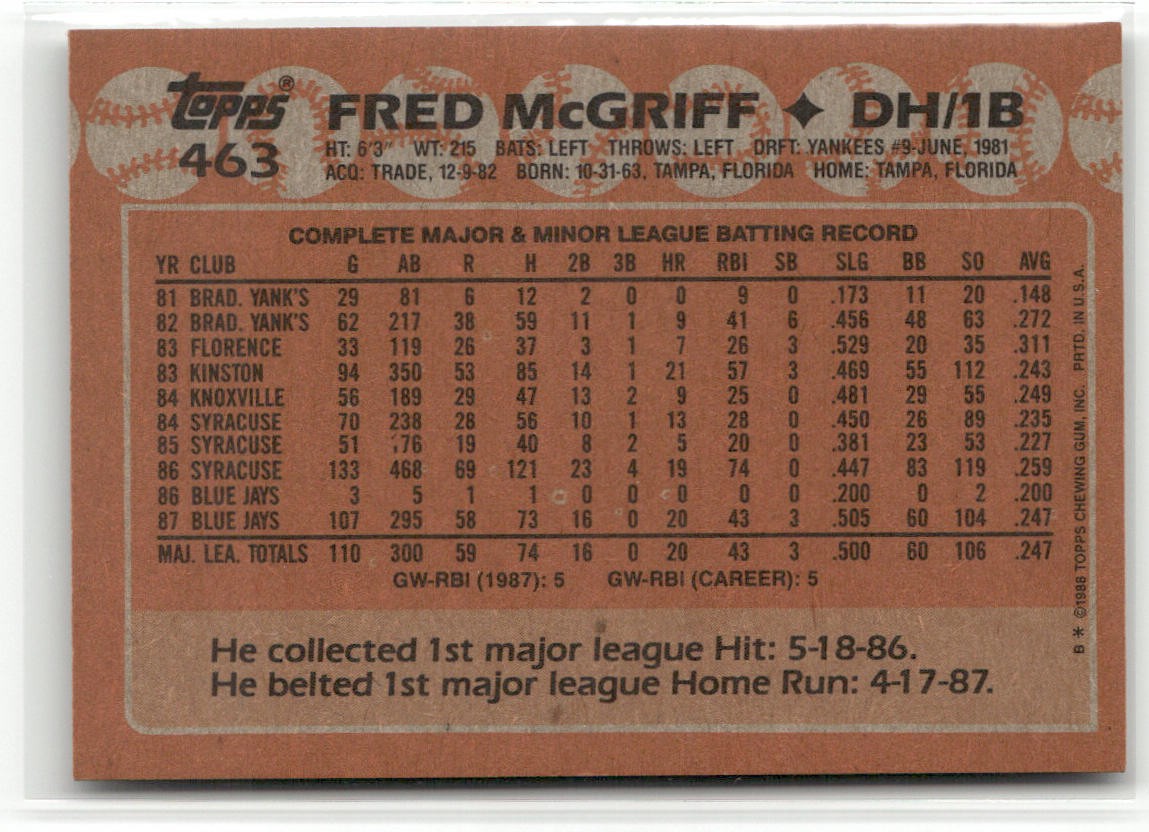 Topps® FRED McGRIFF ✦ DH/1B
463 HT: 6'3" WT: 215 BATS: LEFT THROWS: LEFT DRFT: YANKEES #9-JUNE, 1981
ACQ: TRADE, 12-9-82 BORN: 10-31-63, TAMPA, FLORIDA HOME: TAMPA, FLORIDA
COMPLETE MAJOR & MINOR LEAGUE BATTING RECORD
YR CLUB G AB R H 2B 3B HR RBI SB SLG BB SO AVG
81 BRAD. YANK'S 29 81 6 12 2 0 0 9 0 .173 11 20 .148
82 BRAD. YANK'S 62 217 38 59 11 1 9 41 6 .456 48 63 .272
83 FLORENCE 33 119 26 37 3 1 7 26 3 .529 20 35 .311
83 KINSTON 94 350 53 85 14 1 21 57 3 .469 55 112 .243
84 KNOXVILLE 56 189 29 47 13 2 9 25 0 .481 29 55 .249
84 SYRACUSE 70 238 28 56 10 1 13 28 0 .450 26 89 .235
85 SYRACUSE 51 176 19 40 8 2 5 20 0 .381 23 53 .227
86 SYRACUSE 133 468 69 121 23 4 19 74 0 .447 83 119 .259
86 BLUE JAYS 3 5 1 1 0 0 0 0 0 .200 0 2 .200
87 BLUE JAYS 107 295 58 73 16 0 20 43 3 .505 60 104 .247
MAJ. LEA. TOTALS 110 300 59 74 16 0 20 43 3 .500 60 106 .247
GW-RBI (1987): 5 GW-RBI (CAREER): 5
He collected 1st major league Hit: 5-18-86.
He belted 1st major league Home Run: 4-17-87.
B * ©1988 TOPPS CHEWING GUM, INC. PRTD. IN U.S.A.